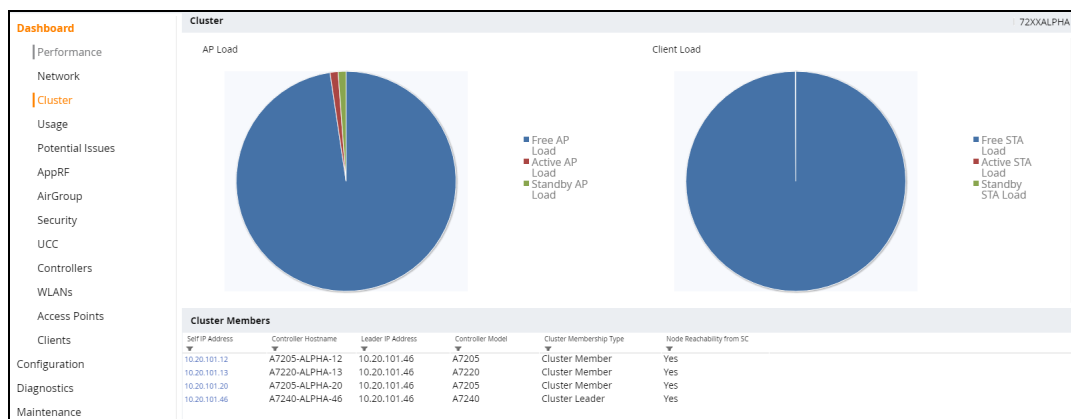 Dashboard
Performance
Network
Cluster
Usage
Potential Issues
AppRF
AirGroup
Security
UCC
Controllers
WLANs
Access Points
Clients
Configuration
Diagnostics
Maintenance
Cluster
72XXALPHA
AP Load
Free AP
Load
Active AP
Load
Standby AP
Load
Client Load
Free STA
Load
Active STA
Load
Standby
STA Load
Cluster Members
Self IP Address Controller Hostname Leader IP Address Controller Model Cluster Membership Type Node Reachability from SC
10.20.101.12 A7205-ALPHA-12 10.20.101.46 A7205 Cluster Member Yes
10.20.101.13 A7220-ALPHA-13 10.20.101.46 A7220 Cluster Member Yes
10.20.101.20 A7205-ALPHA-20 10.20.101.46 A7205 Cluster Member Yes
10.20.101.46 A7240-ALPHA-46 10.20.101.46 A7240 Cluster Leader Yes